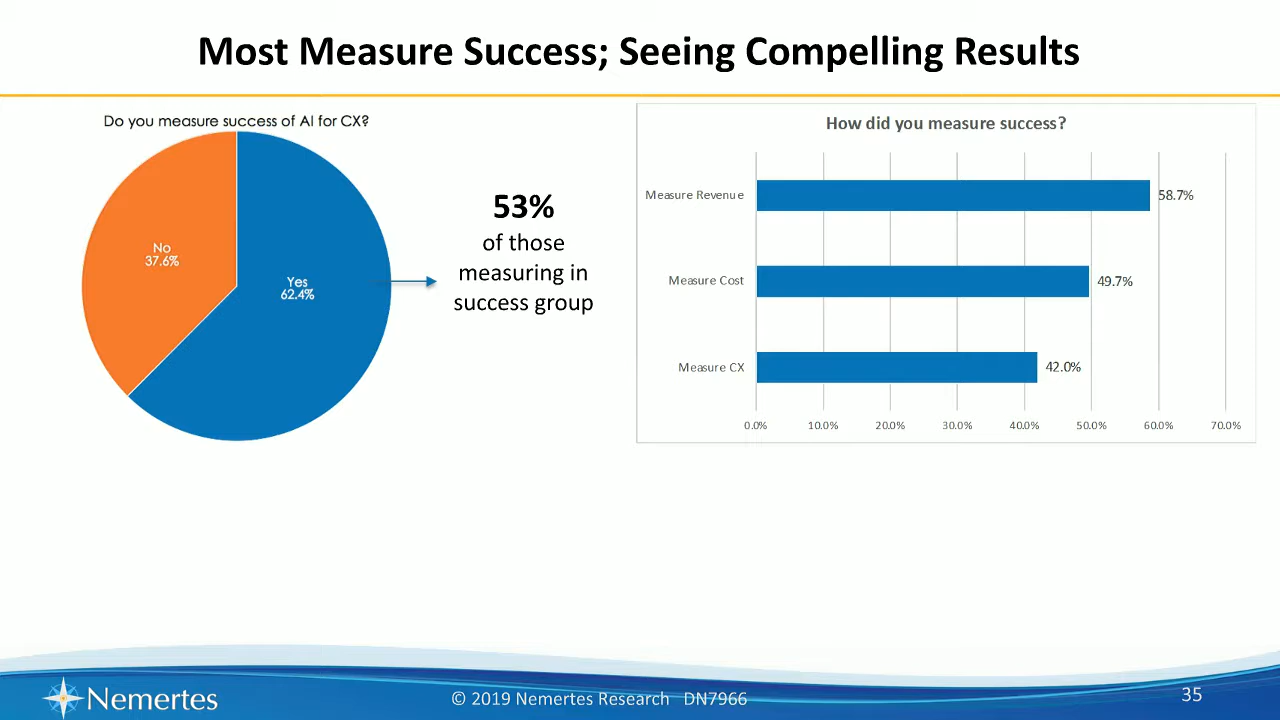 Most Measure Success; Seeing Compelling Results
Do you measure success of AI for CX?
No
37.6%
Yes
62.4%
53%
of those
measuring in
success group
How did you measure success?
Measure Revenue
58.7%
Measure Cost
49.7%
Measure CX
42.0%
0.0% 10.0% 20.0% 30.0% 40.0% 50.0% 60.0% 70.0%
Nemertes
© 2019 Nemertes Research DN7966
35